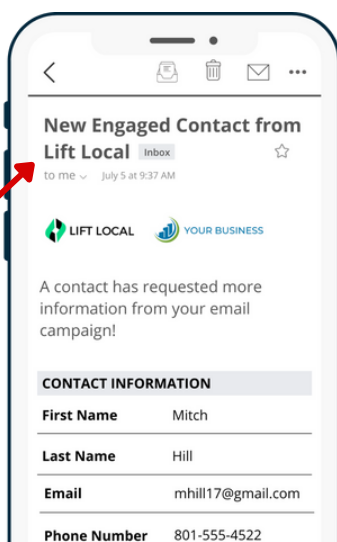 New Engaged Contact from
Lift Local Inbox
to me July 5 at 9:37 AM
LIFT LOCAL YOUR BUSINESS
A contact has requested more
information from your email
campaign!
CONTACT INFORMATION
First Name Mitch
Last Name Hill
Email mhill17@gmail.com
Phone Number 801-555-4522